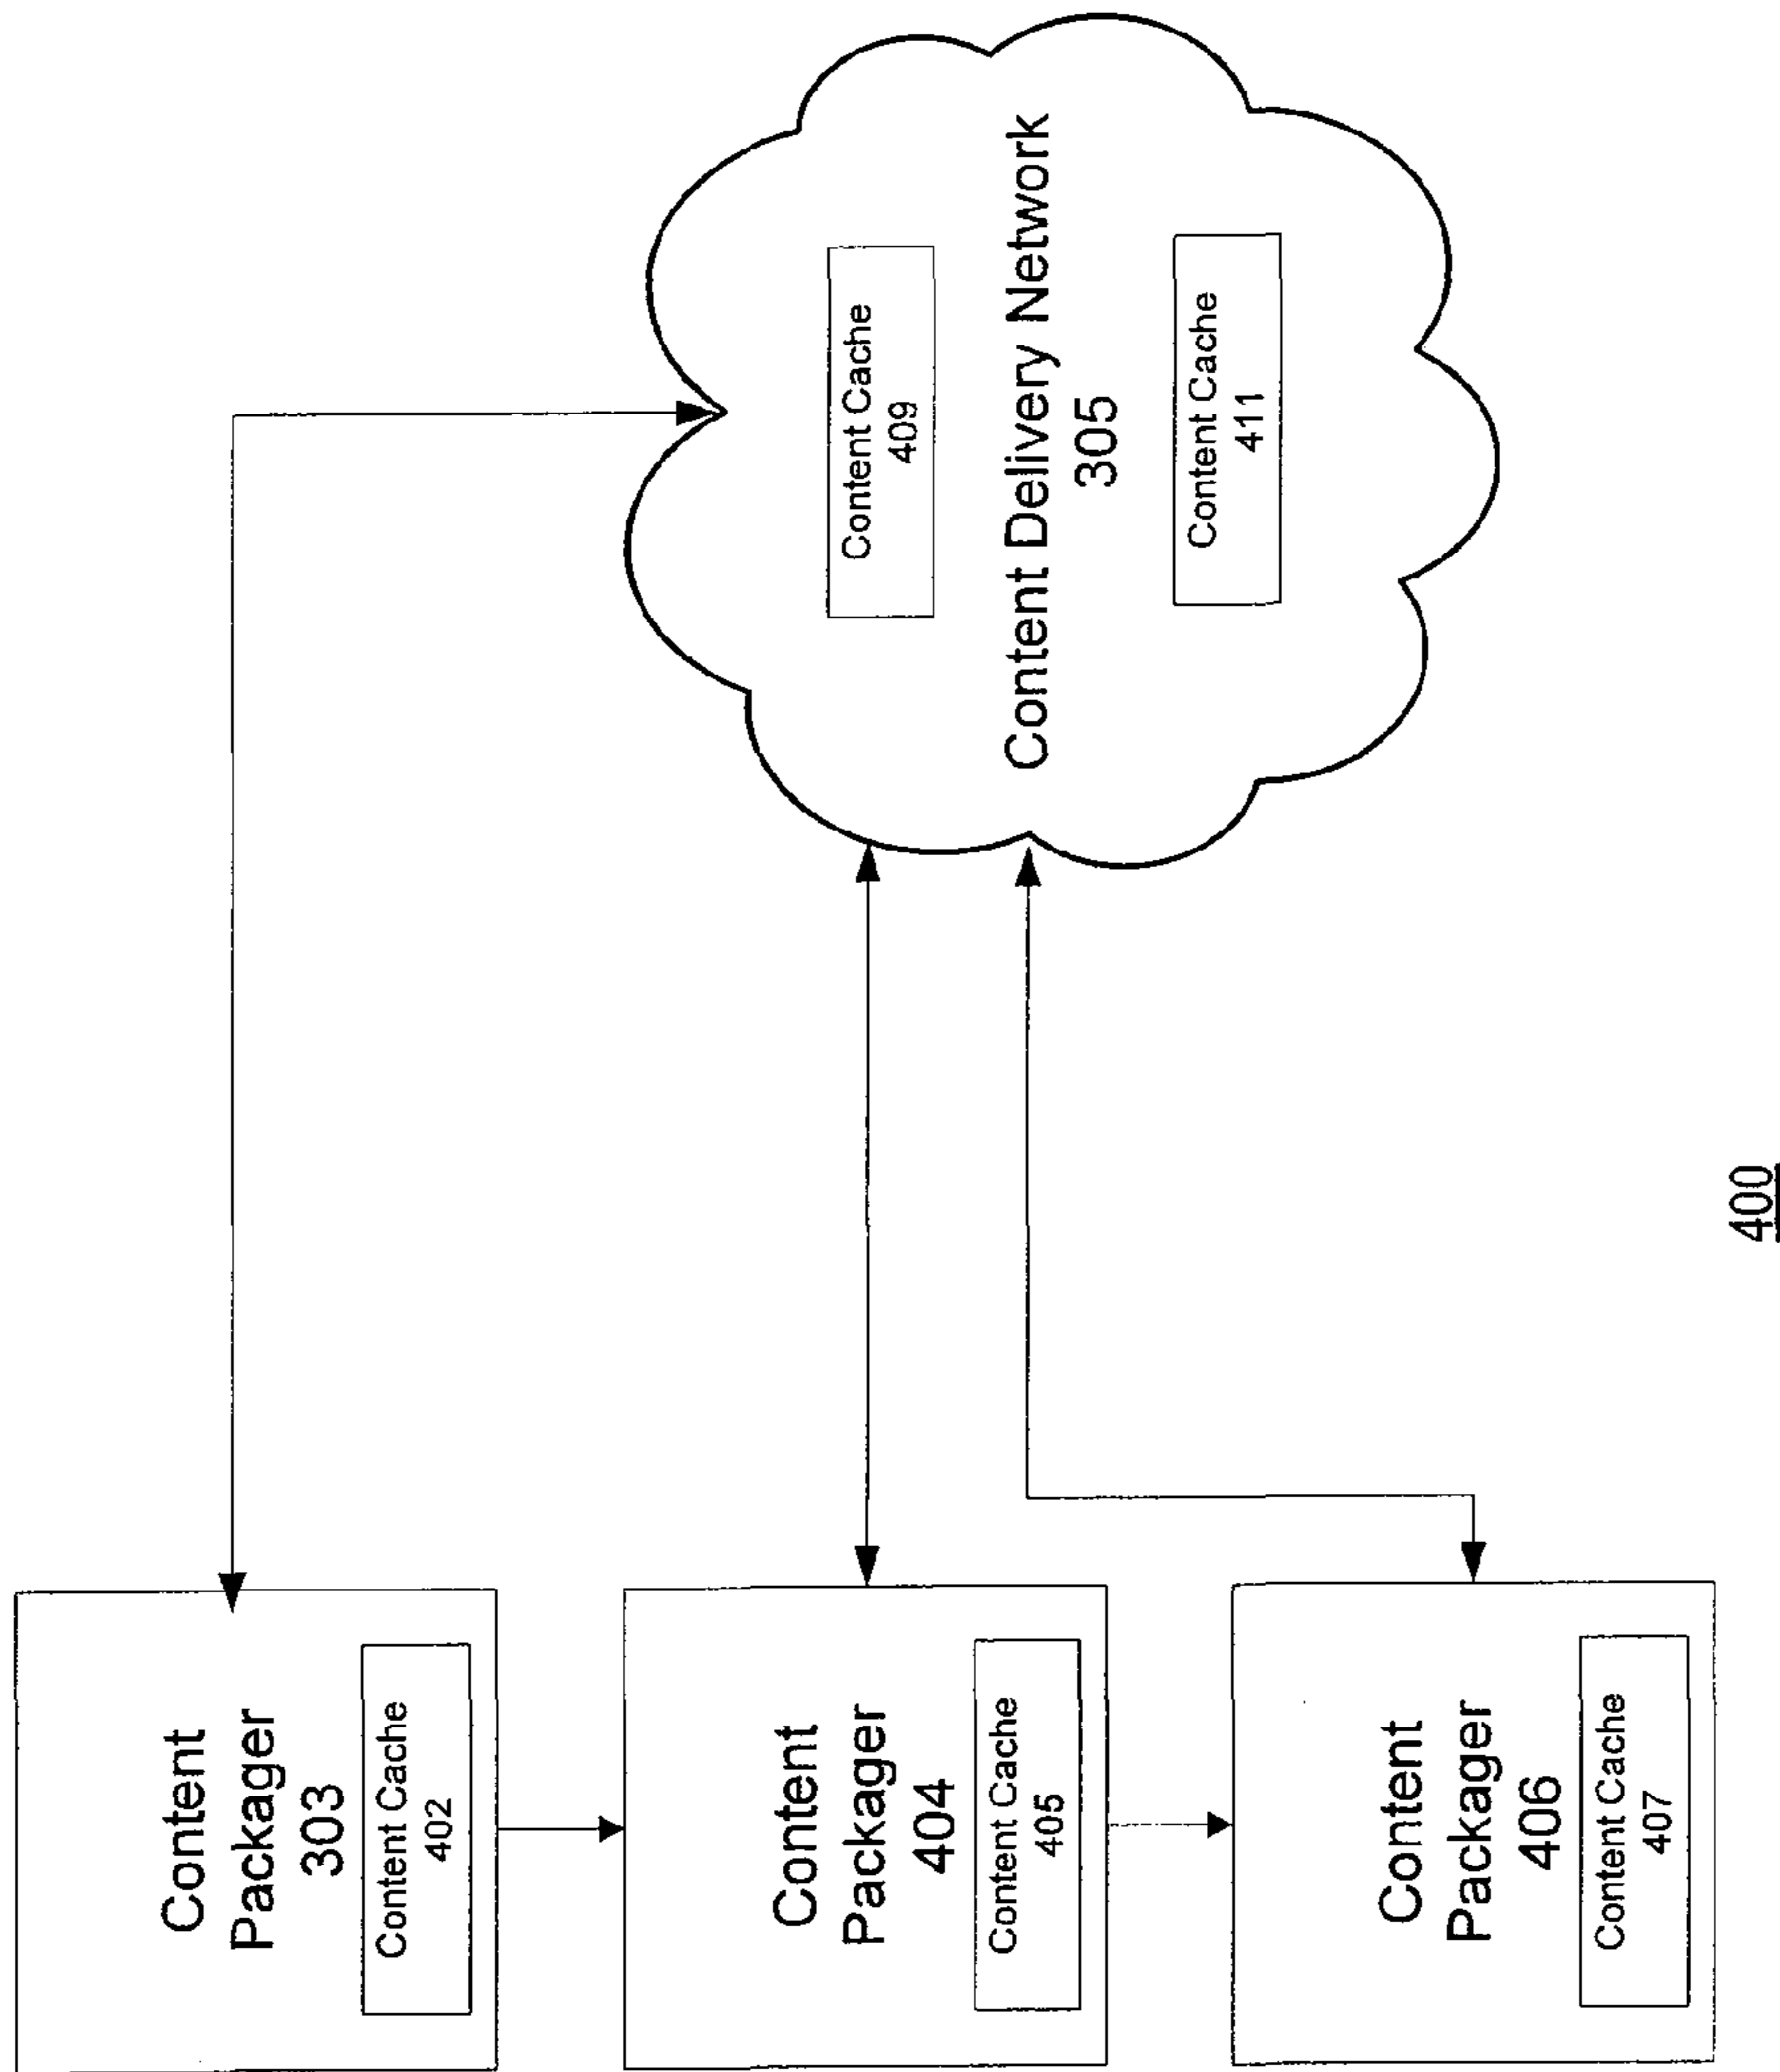 Content
Packager
303
Content Cache
402
Content
Packager
404
Content Cache
405
Content
Packager
406
Content Cache
407
Content Cache
409
Content Delivery Network
305
Content Cache
411
400